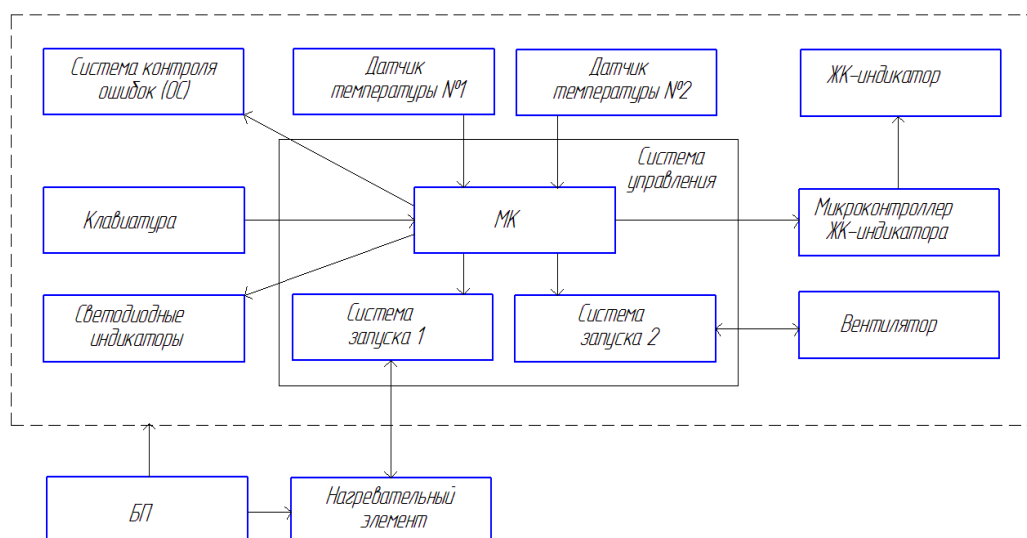 Система контроля
ошибок (ОС)
Датчик
температуры №1
Датчик
температуры №2
ЖК-индикатор
Система
управления
Клавиатура
МК
Микроконтроллер
ЖК-индикатора
Светодиодные
индикаторы
Система
запуска 1
Система
запуска 2
Вентилятор
БП
Нагревательный
элемент